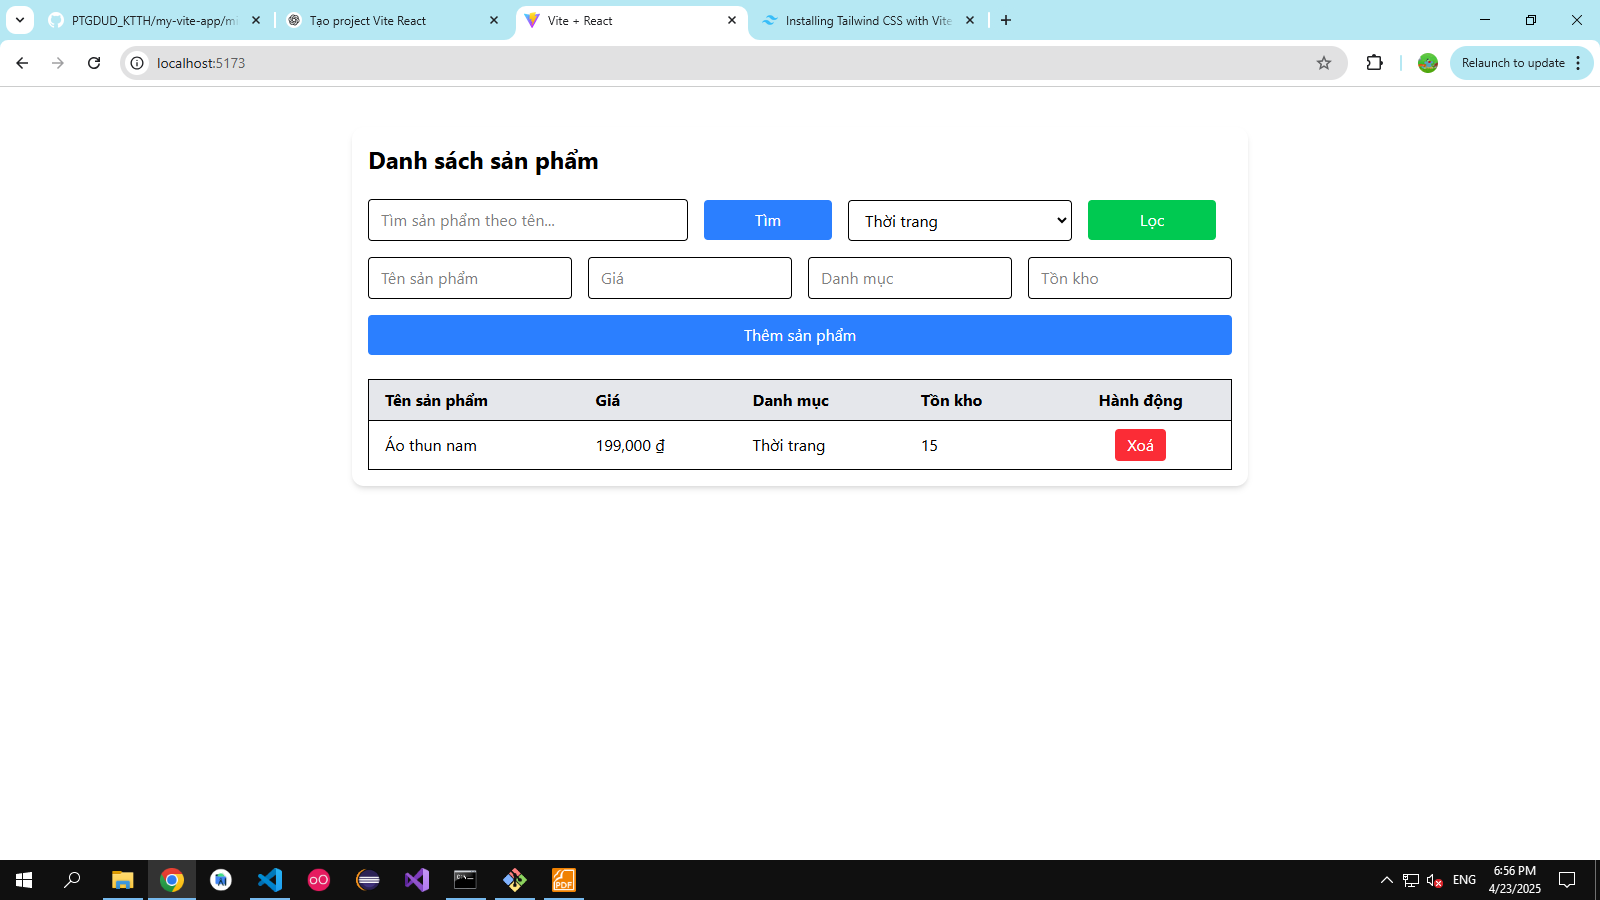 PTGDUD_KTTH/my-vite-app/mi
Tạo project Vite React
Vite + React
Installing Tailwind CSS with Vite
localhost:5173
Relaunch to update
Danh sách sản phẩm
Tìm sản phẩm theo tên...
Tìm
Thời trang
Lọc
Tên sản phẩm
Giá
Danh mục
Tồn kho
Thêm sản phẩm
Tên sản phẩm Giá Danh mục Tồn kho Hành động
Áo thun nam 199,000 ₫ Thời trang 15 Xoá
PDF
ENG
6:56 PM
4/23/2025